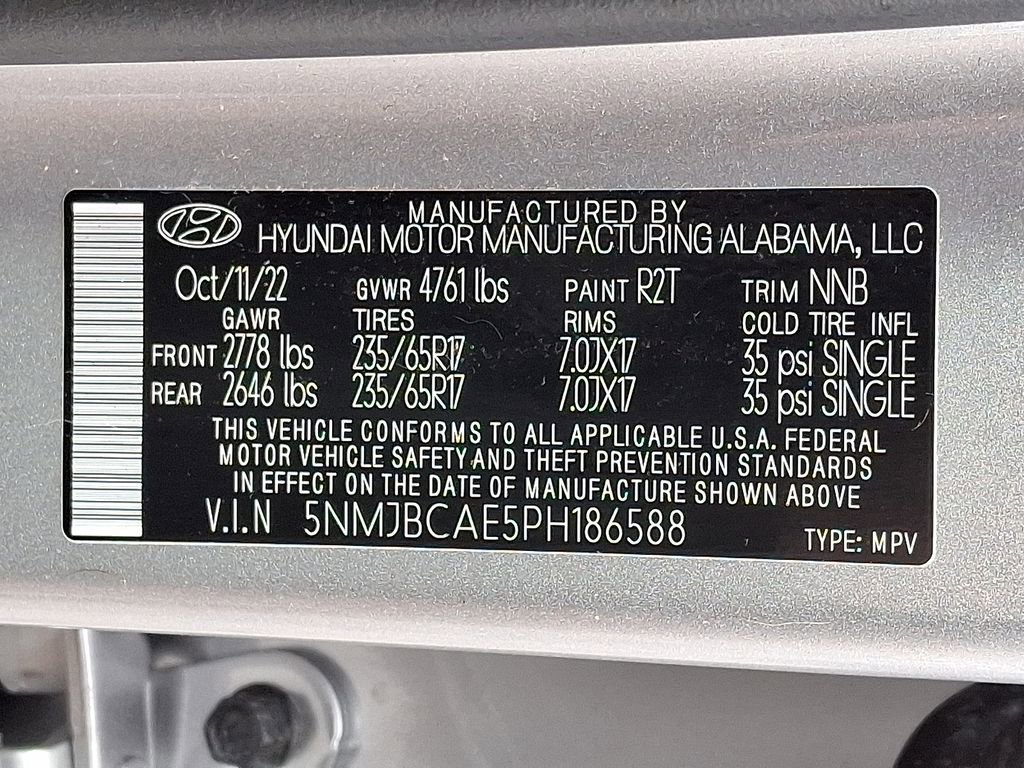 MANUFACTURED BY
HYUNDAI MOTOR MANUFACTURING ALABAMA, LLC
Oct/11/22 GVWR 4761 lbs PAINT R2T TRIM NNB
GAWR TIRES RIMS COLD TIRE INFL
FRONT 2778 lbs 235/65R17 7.0JX17 35 psi SINGLE
REAR 2646 lbs 235/65R17 7.0JX17 35 psi SINGLE
THIS VEHICLE CONFORMS TO ALL APPLICABLE U.S.A. FEDERAL
MOTOR VEHICLE SAFETY AND THEFT PREVENTION STANDARDS
IN EFFECT ON THE DATE OF MANUFACTURE SHOWN ABOVE
V.I.N 5NMJBCAE5PH186588 TYPE: MPV